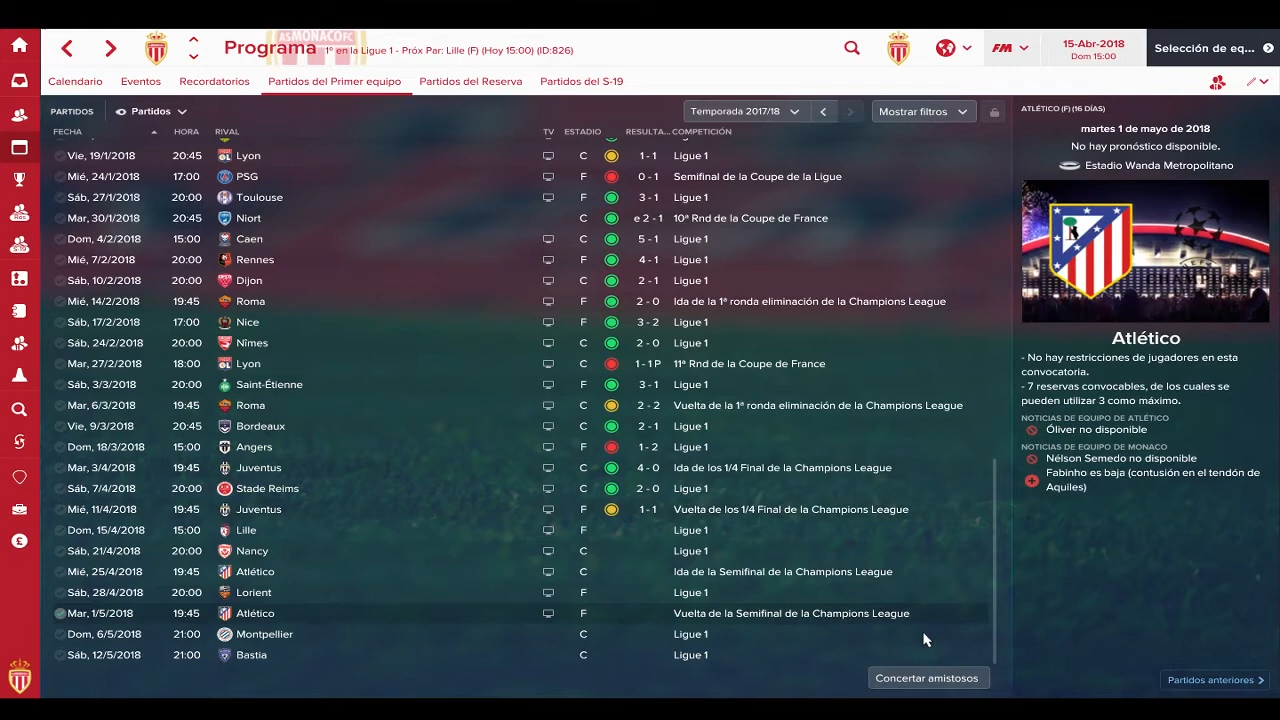 ASMONACO FC
Programa 1º en la Ligue 1 - Próx Par: Lille (F) (Hoy 15:00) (ID:826)
FM
15-Abr-2018
Dom 15:00
Selección de eq...
Calendario Eventos Recordatorios Partidos del Primer equipo Partidos del Reserva Partidos del S-19
PARTIDOS Partidos Temporada 2017/18 Mostrar filtros
FECHA HORA RIVAL TV ESTADIO RESULTA... COMPETICIÓN
Vie, 19/1/2018 20:45 Lyon C 1 - 1 Ligue 1
Mié, 24/1/2018 17:00 PSG F 0 - 1 Semifinal de la Coupe de la Ligue
Sáb, 27/1/2018 20:00 Toulouse F 3 - 1 Ligue 1
Mar, 30/1/2018 20:45 Niort C e 2 - 1 10ª Rnd de la Coupe de France
Dom, 4/2/2018 15:00 Caen C 5 - 1 Ligue 1
Mié, 7/2/2018 20:00 Rennes F 4 - 1 Ligue 1
Sáb, 10/2/2018 20:00 Dijon C 2 - 1 Ligue 1
Mié, 14/2/2018 19:45 Roma F 2 - 0 Ida de la 1ª ronda eliminación de la Champions League
Sáb, 17/2/2018 17:00 Nice F 3 - 2 Ligue 1
Sáb, 24/2/2018 20:00 Nîmes C 2 - 0 Ligue 1
Mar, 27/2/2018 18:00 Lyon C 1 - 1 P 11ª Rnd de la Coupe de France
Sáb, 3/3/2018 20:00 Saint-Étienne F 3 - 1 Ligue 1
Mar, 6/3/2018 19:45 Roma C 2 - 2 Vuelta de la 1ª ronda eliminación de la Champions League
Vie, 9/3/2018 20:45 Bordeaux C 2 - 1 Ligue 1
Dom, 18/3/2018 15:00 Angers F 1 - 2 Ligue 1
Mar, 3/4/2018 19:45 Juventus C 4 - 0 Ida de los 1/4 Final de la Champions League
Sáb, 7/4/2018 20:00 Stade Reims C 2 - 0 Ligue 1
Mié, 11/4/2018 19:45 Juventus F 1 - 1 Vuelta de los 1/4 Final de la Champions League
Dom, 15/4/2018 15:00 Lille F Ligue 1
Sáb, 21/4/2018 20:00 Nancy C Ligue 1
Mié, 25/4/2018 19:45 Atlético C Ida de la Semifinal de la Champions League
Sáb, 28/4/2018 20:00 Lorient F Ligue 1
Mar, 1/5/2018 19:45 Atlético F Vuelta de la Semifinal de la Champions League
Dom, 6/5/2018 21:00 Montpellier C Ligue 1
Sáb, 12/5/2018 21:00 Bastia C Ligue 1
Concertar amistosos
ATLÉTICO (F) (16 DÍAS)
martes 1 de mayo de 2018
No hay pronóstico disponible.
Estadio Wanda Metropolitano
Atlético
- No hay restricciones de jugadores en esta
convocatoria.
- 7 reservas convocables, de los cuales se
pueden utilizar 3 como máximo.
NOTICIAS DE EQUIPO DE ATLÉTICO
Óliver no disponible
NOTICIAS DE EQUIPO DE MONACO
Nélson Semedo no disponible
Fabinho es baja (contusión en el tendón de
Aquiles)
Partidos anteriores